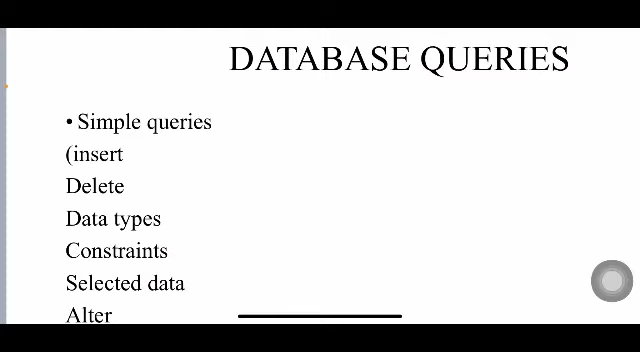 DATABASE QUERIES
• Simple queries
(insert
Delete
Data types
Constraints
Selected data
Alter